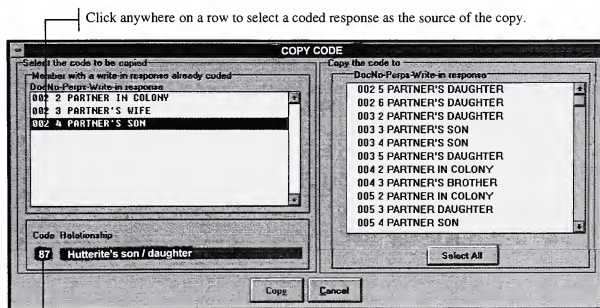 Click anywhere on a row to select a coded response as the source of the copy.
COPY CODE
Select the code to be copied
Member with a write-in response already coded
DocNo-Perps-Write-in response
002 2 PARTNER IN COLONY
002 3 PARTNER'S WIFE
002 4 PARTNER'S SON
Code Relationship
87 Hutterite's son / daughter
Copy the code to
DocNo-Perps-Write-in response
002 5 PARTNER'S DAUGHTER
002 6 PARTNER'S DAUGHTER
003 2 PARTNER'S DAUGHTER
003 3 PARTNER'S SON
003 4 PARTNER'S SON
003 5 PARTNER'S DAUGHTER
004 2 PARTNER IN COLONY
004 3 PARTNER'S BROTHER
005 2 PARTNER IN COLONY
005 3 PARTNER DAUGHTER
005 4 PARTNER SON
Select All
Copy
Cancel